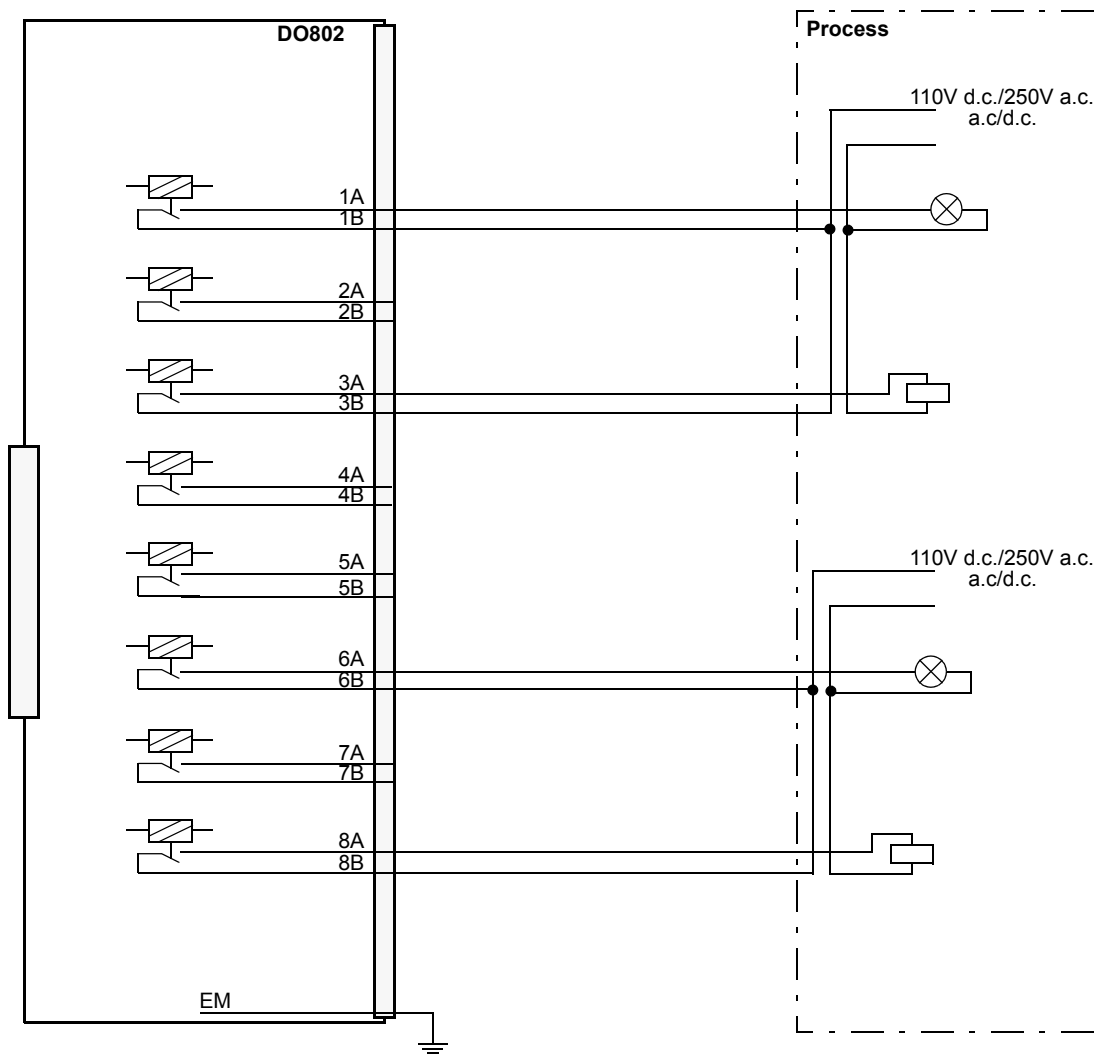 DO802
Process
110V d.c./250V a.c.
a.c/d.c.
1A
1B
2A
2B
3A
3B
4A
4B
110V d.c./250V a.c.
a.c/d.c.
5A
5B
6A
6B
7A
7B
8A
8B
EM